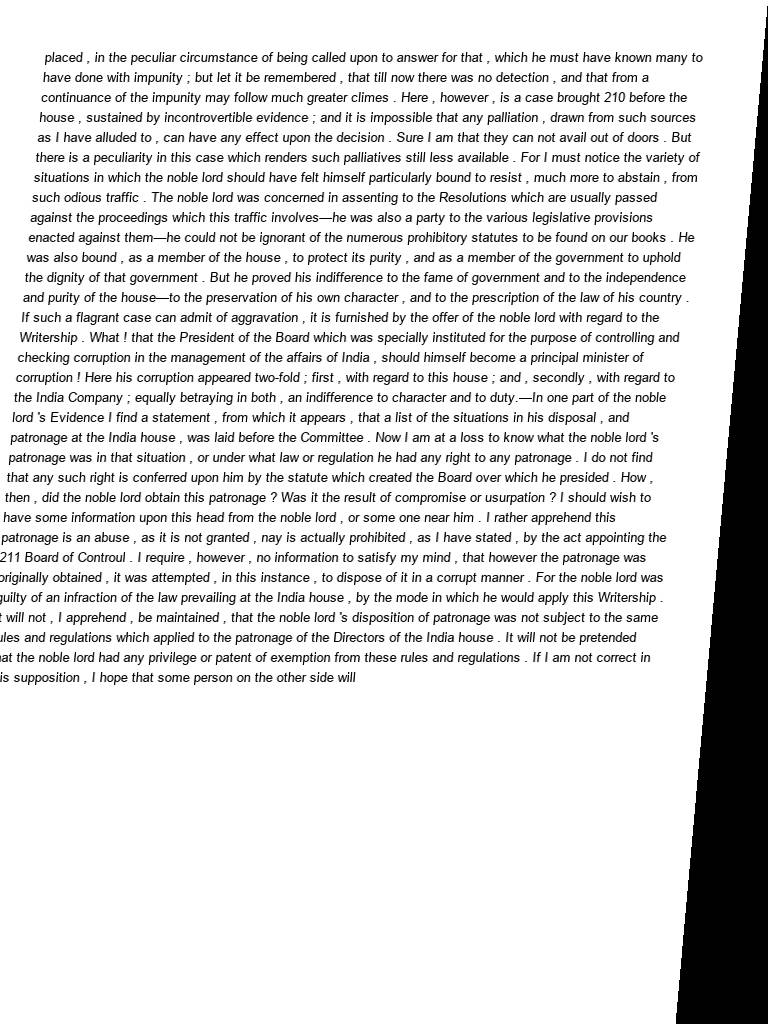 placed , in the peculiar circumstance of being called upon to answer for that , which he must have known many to
have done with impunity ; but let it be remembered , that till now there was no detection , and that from a
continuance of the impunity may follow much greater climes . Here , however , is a case brought 210 before the
house , sustained by incontrovertible evidence ; and it is impossible that any palliation , drawn from such sources
as I have alluded to , can have any effect upon the decision . Sure I am that they can not avail out of doors . But
there is a peculiarity in this case which renders such palliatives still less available . For I must notice the variety of
situations in which the noble lord should have felt himself particularly bound to resist , much more to abstain , from
such odious traffic . The noble lord was concerned in assenting to the Resolutions which are usually passed
against the proceedings which this traffic involves—he was also a party to the various legislative provisions
enacted against them—he could not be ignorant of the numerous prohibitory statutes to be found on our books . He
was also bound , as a member of the house , to protect its purity , and as a member of the government to uphold
the dignity of that government . But he proved his indifference to the fame of government and to the independence
and purity of the house—to the preservation of his own character , and to the prescription of the law of his country .
If such a flagrant case can admit of aggravation , it is furnished by the offer of the noble lord with regard to the
Writership . What ! that the President of the Board which was specially instituted for the purpose of controlling and
checking corruption in the management of the affairs of India , should himself become a principal minister of
corruption ! Here his corruption appeared two-fold ; first , with regard to this house ; and , secondly , with regard to
the India Company ; equally betraying in both , an indifference to character and to duty.—In one part of the noble
lord 's Evidence I find a statement , from which it appears , that a list of the situations in his disposal , and
patronage at the India house , was laid before the Committee . Now I am at a loss to know what the noble lord 's
patronage was in that situation , or under what law or regulation he had any right to any patronage . I do not find
that any such right is conferred upon him by the statute which created the Board over which he presided . How ,
then , did the noble lord obtain this patronage ? Was it the result of compromise or usurpation ? I should wish to
have some information upon this head from the noble lord , or some one near him . I rather apprehend this
patronage is an abuse , as it is not granted , nay is actually prohibited , as I have stated , by the act appointing the
211 Board of Controul . I require , however , no information to satisfy my mind , that however the patronage was
originally obtained , it was attempted , in this instance , to dispose of it in a corrupt manner . For the noble lord was
guilty of an infraction of the law prevailing at the India house , by the mode in which he would apply this Writership .
t will not , I apprehend , be maintained , that the noble lord 's disposition of patronage was not subject to the same
ules and regulations which applied to the patronage of the Directors of the India house . It will not be pretended
at the noble lord had any privilege or patent of exemption from these rules and regulations . If I am not correct in
is supposition , I hope that some person on the other side will